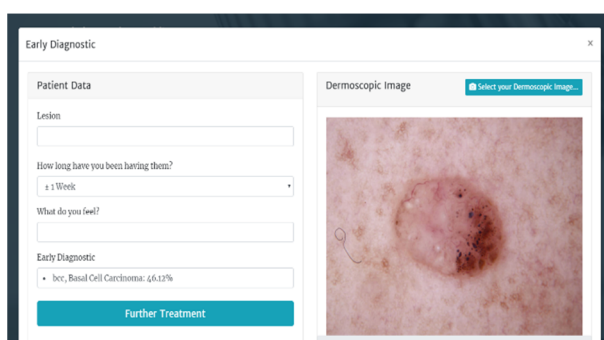 Early Diagnostic
x
Patient Data
Lesion
How long have you been having them?
± 1 Week
What do you feel?
Early Diagnostic
• bcc, Basal Cell Carcinoma: 46.12%
Further Treatment
Dermoscopic Image
Select your Dermoscopic Image...